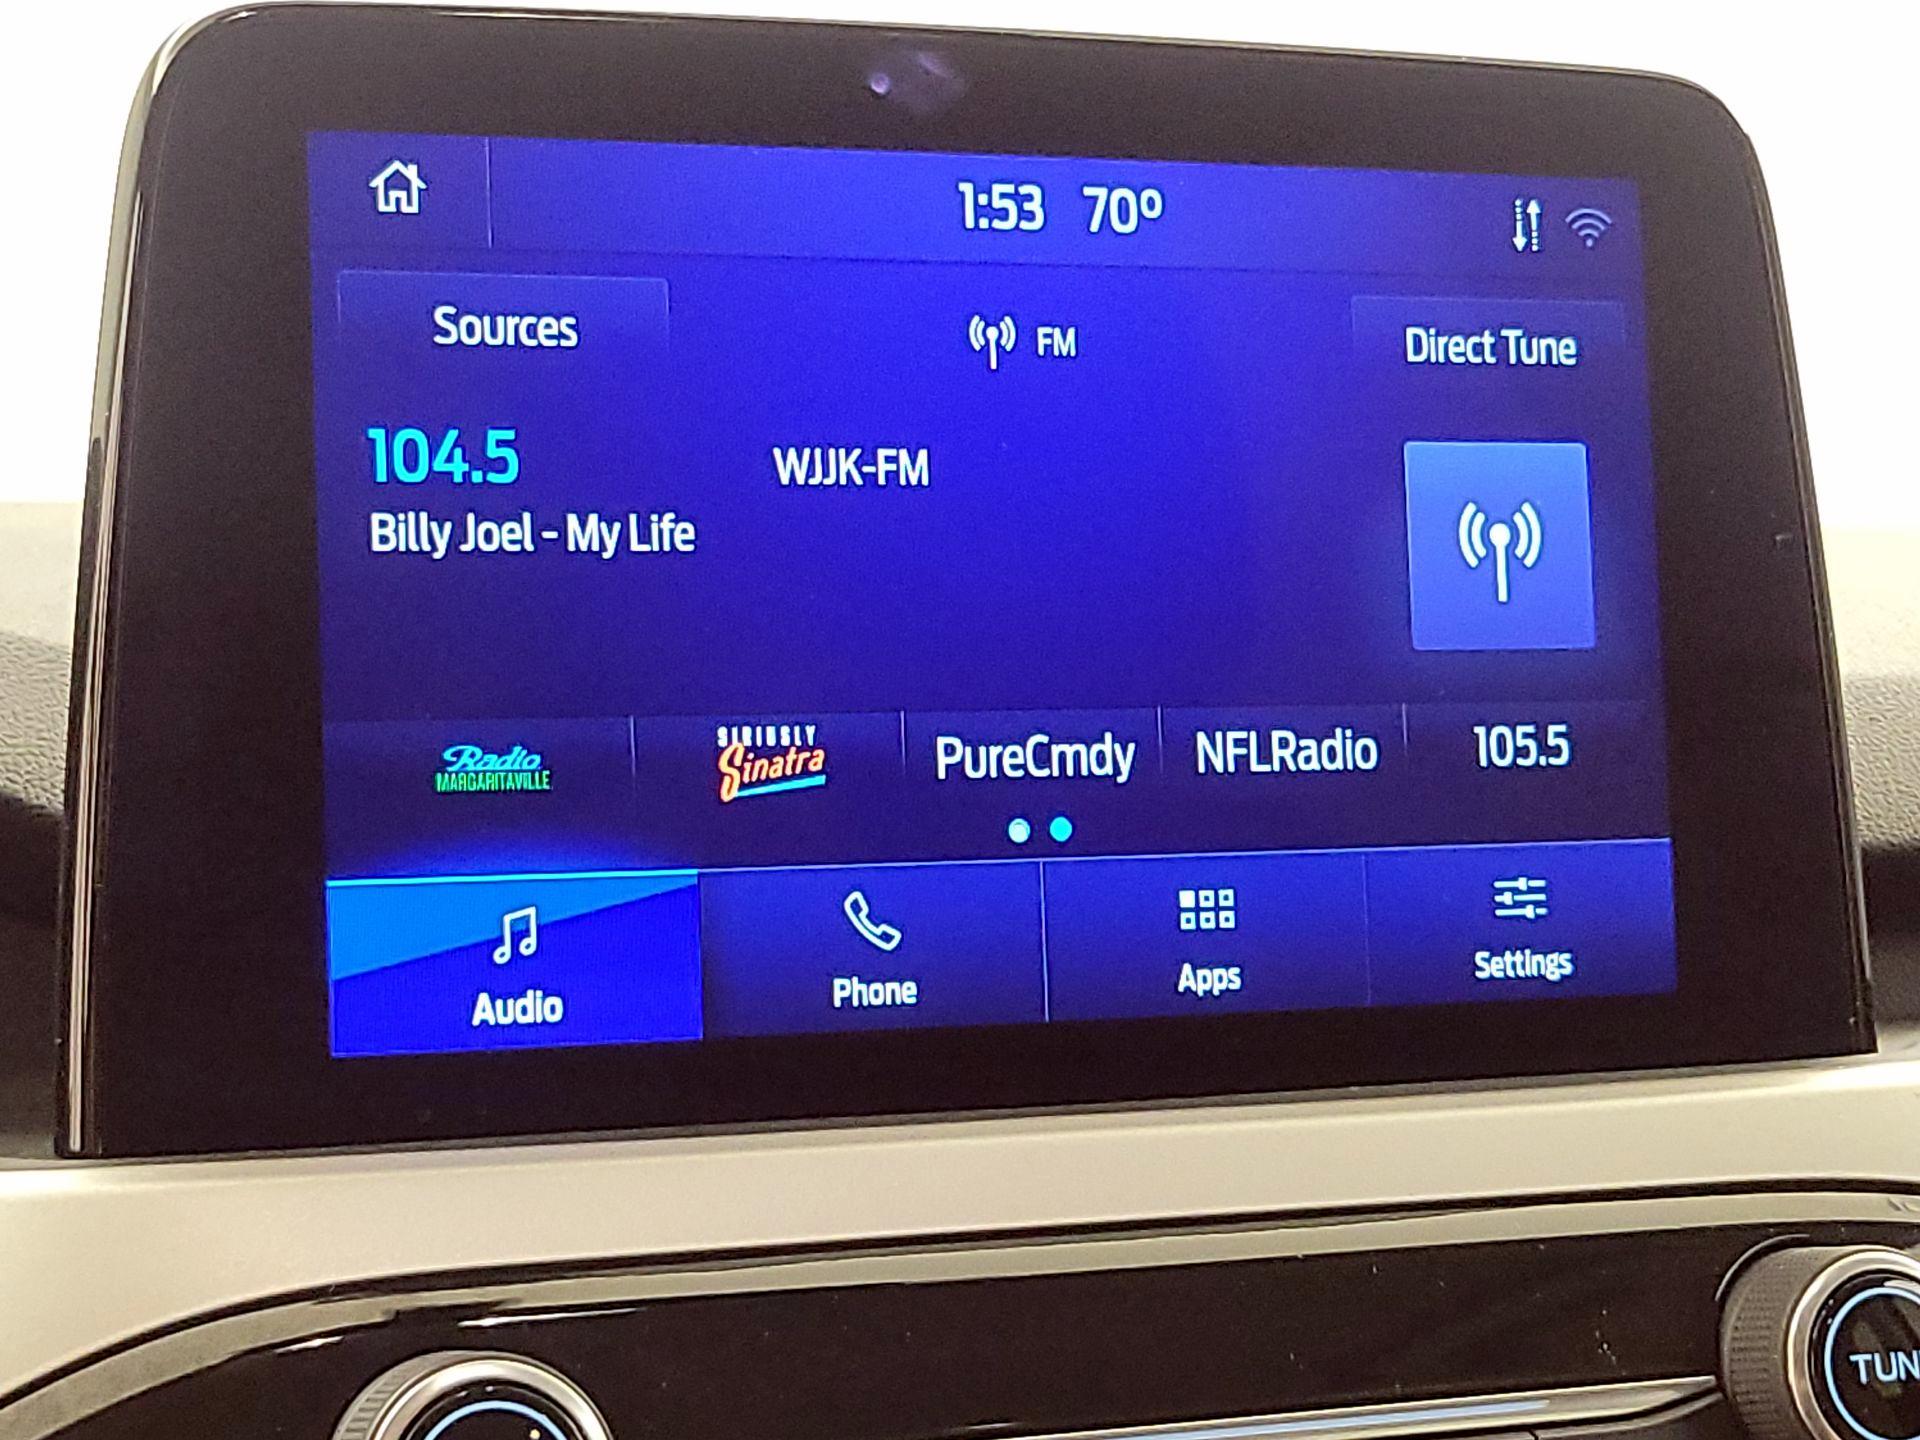 1:53 70°
Sources
FM
Direct Tune
104.5
WJJK-FM
Billy Joel - My Life
Radio
MARGARITAVILLE
SIRIUSLY
Sinatra
PureCmdy
NFLRadio
105.5
Audio
Phone
Apps
Settings
TUN